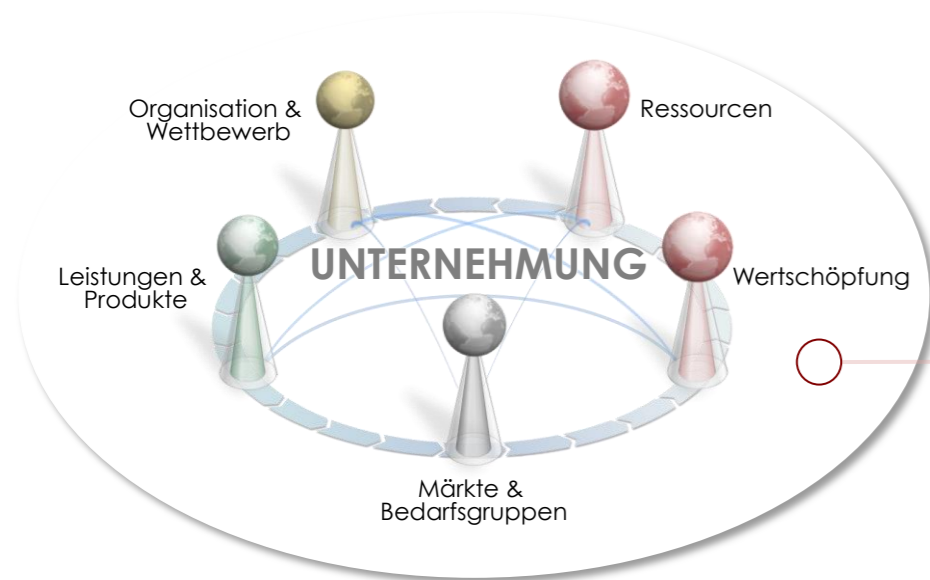 Organisation &
Wettbewerb
Ressourcen
UNTERNEHMUNG
Leistungen &
Produkte
Wertschöpfung
Märkte &
Bedarfsgruppen